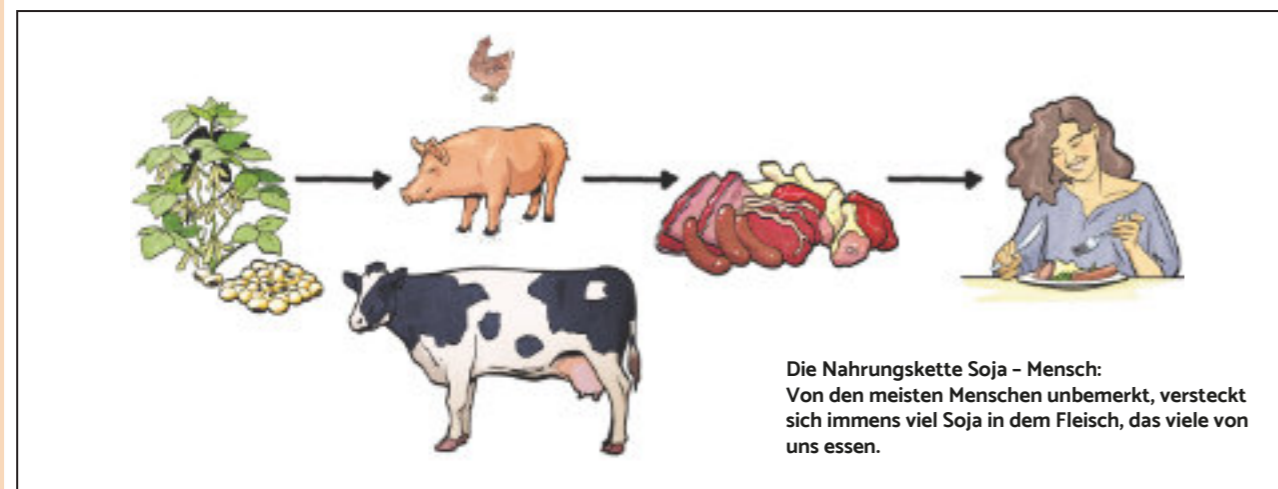 Die Nahrungskette Soja – Mensch:
Von den meisten Menschen unbemerkt, versteckt
sich immens viel Soja in dem Fleisch, das viele von
uns essen.